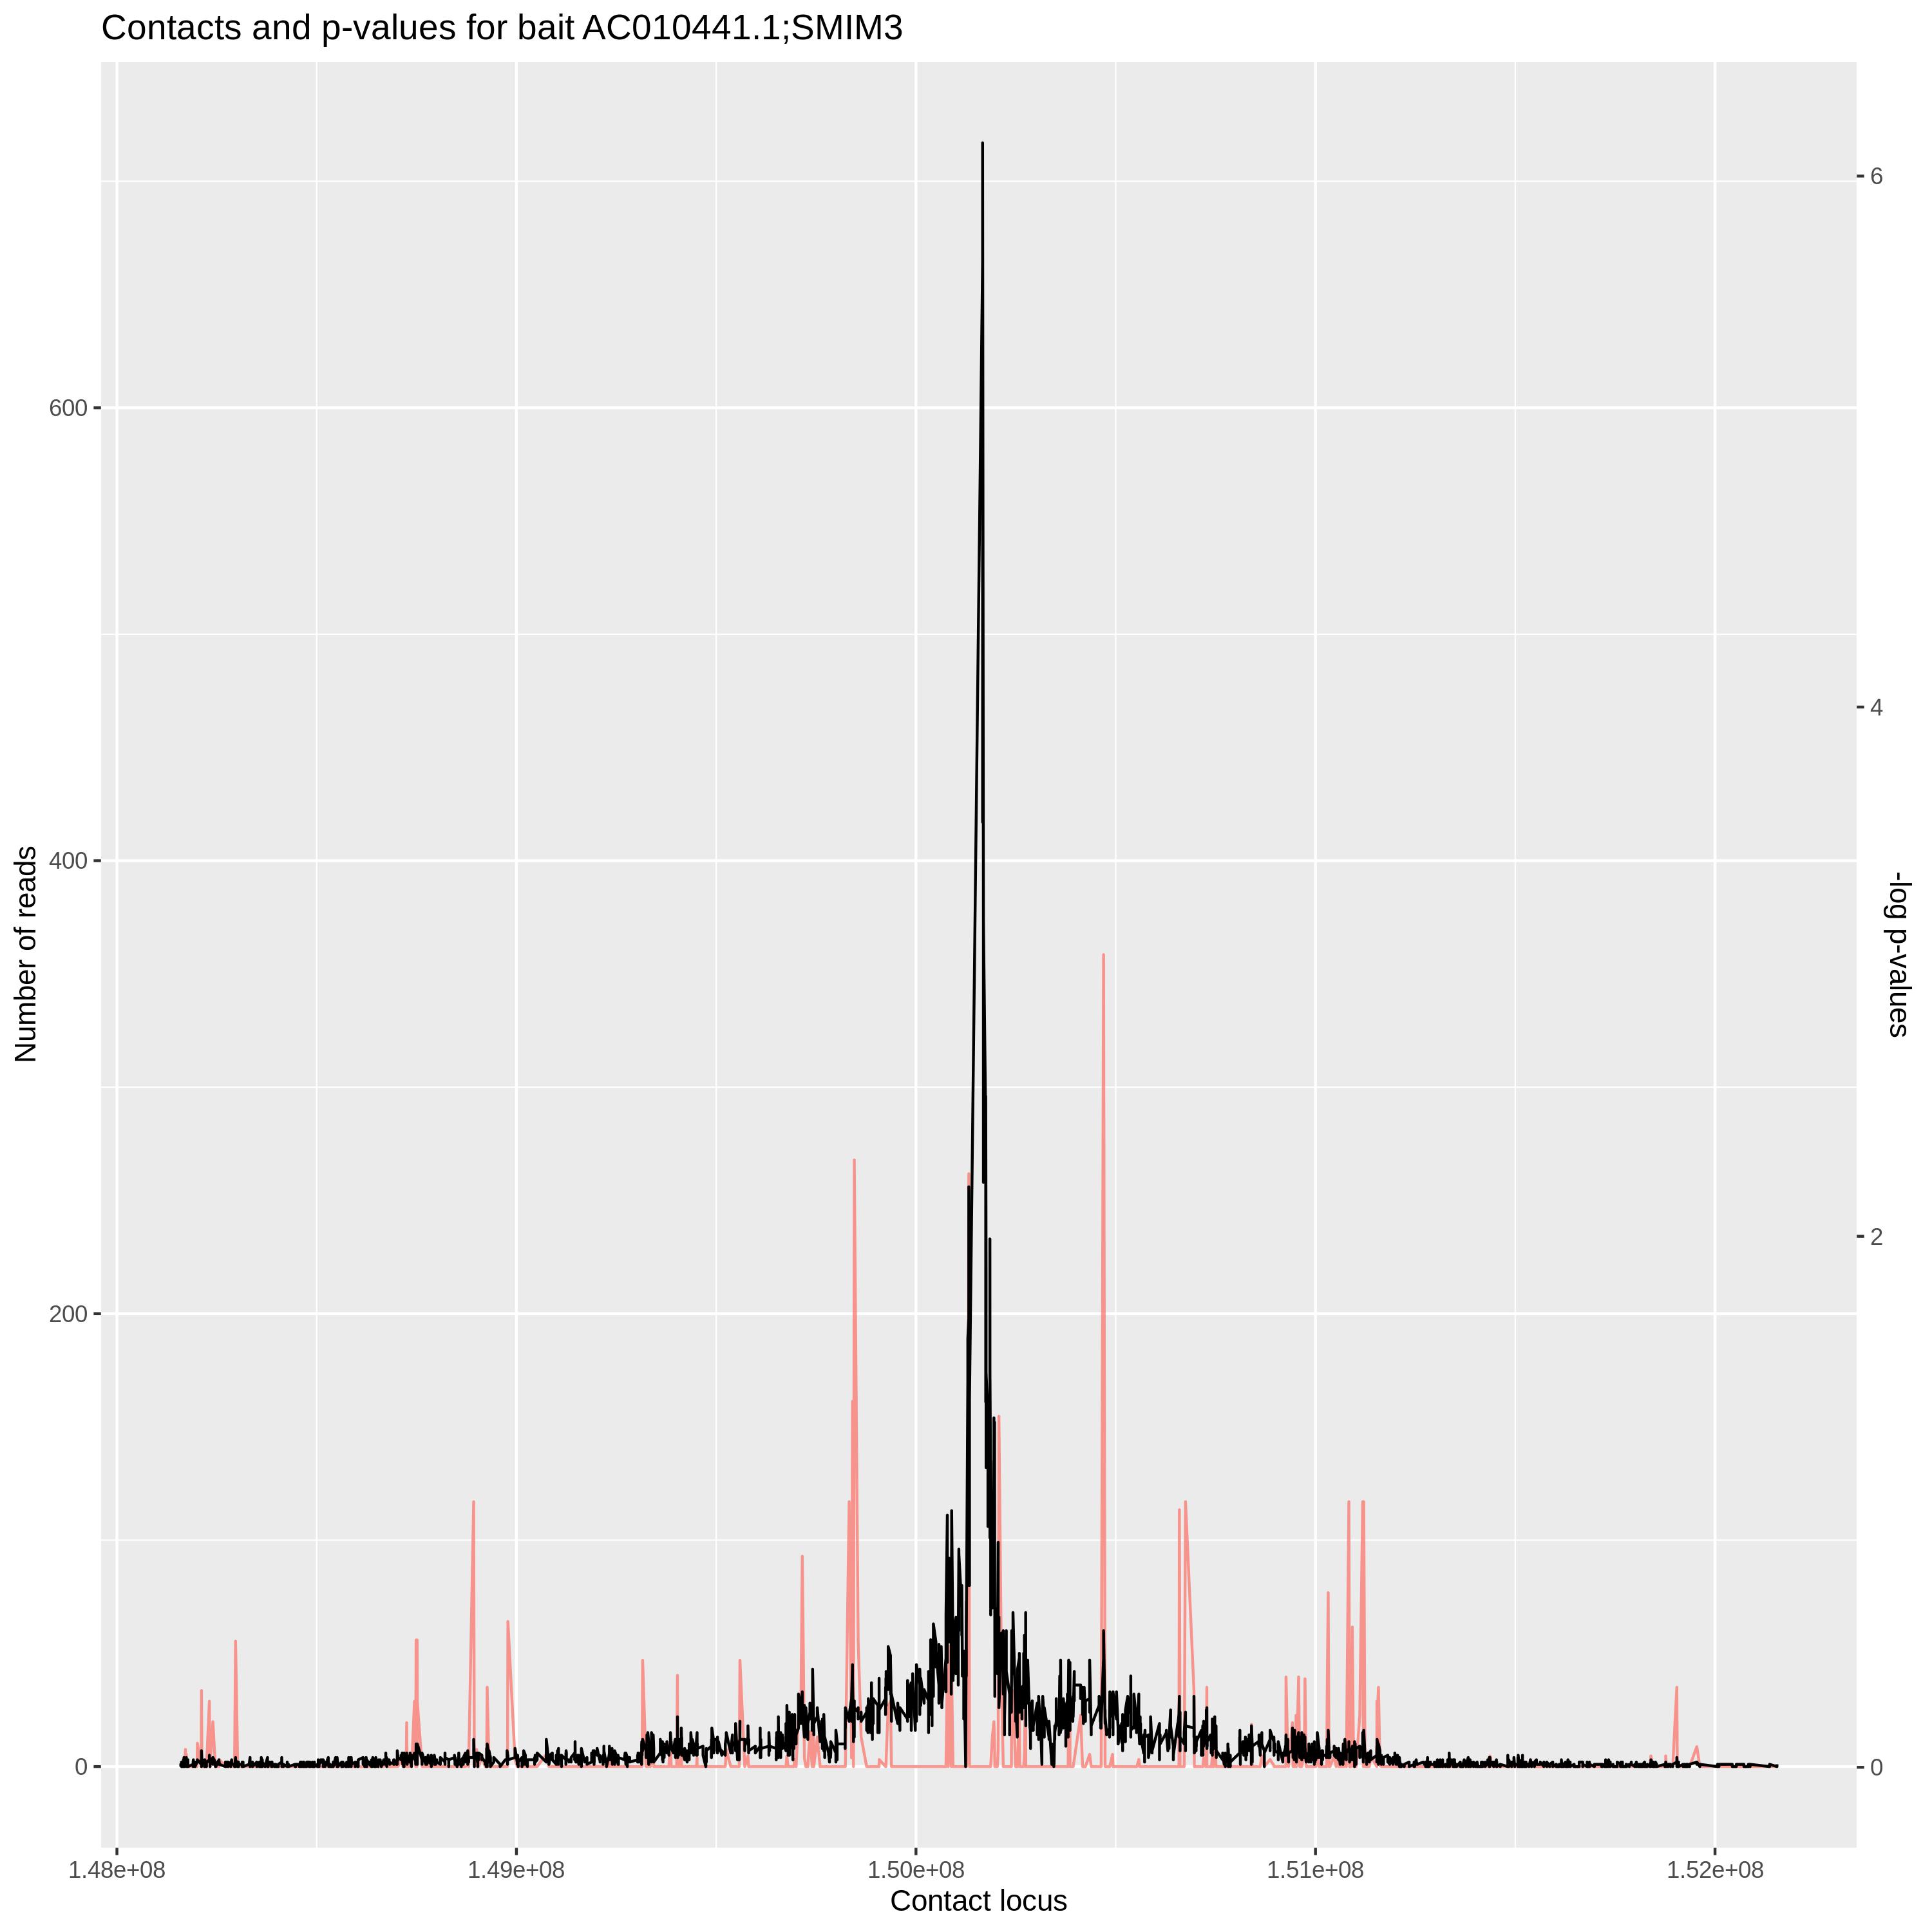 Contacts and p-values for bait AC010441.1;SMIM3
600
400
200
0
Number of reads
6
4
2
0
-log p-values
1.48e+08 1.49e+08 1.50e+08 1.51e+08 1.52e+08
Contact locus